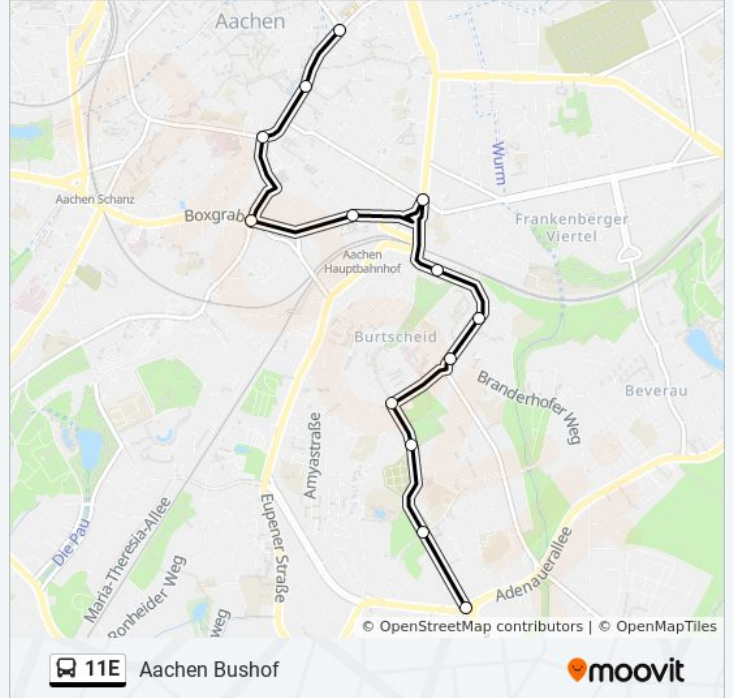 Aachen
Wurm
Aachen Schanz
Boxgrab
Frankenberger
Viertel
Aachen
Hauptbahnhof
Burtscheid
Branderhofer Weg
Beverau
Amyastraße
Eupener Straße
Die Pau
Maria-Theresia-Allee
Ronheider Weg
weg
Adenauerallee
© OpenStreetMap contributors | © OpenMapTiles
11E Aachen Bushof
moovit